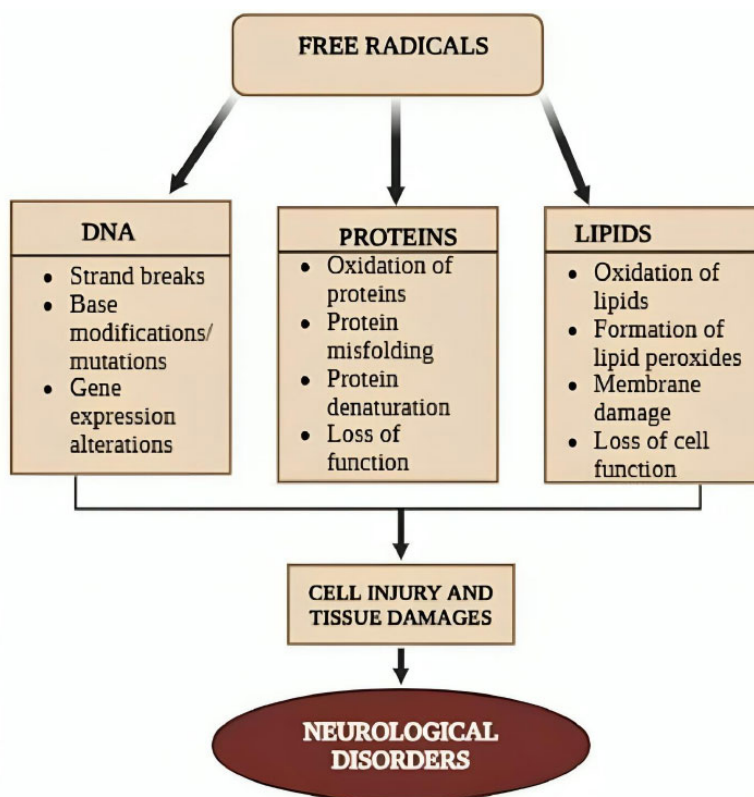 FREE RADICALS
DNA
• Strand breaks
• Base
modifications/
mutations
• Gene
expression
alterations
PROTEINS
• Oxidation of
proteins
• Protein
misfolding
• Protein
denaturation
• Loss of
function
LIPIDS
• Oxidation of
lipids
• Formation of
lipid peroxides
• Membrane
damage
• Loss of cell
function
CELL INJURY AND
TISSUE DAMAGES
NEUROLOGICAL
DISORDERS